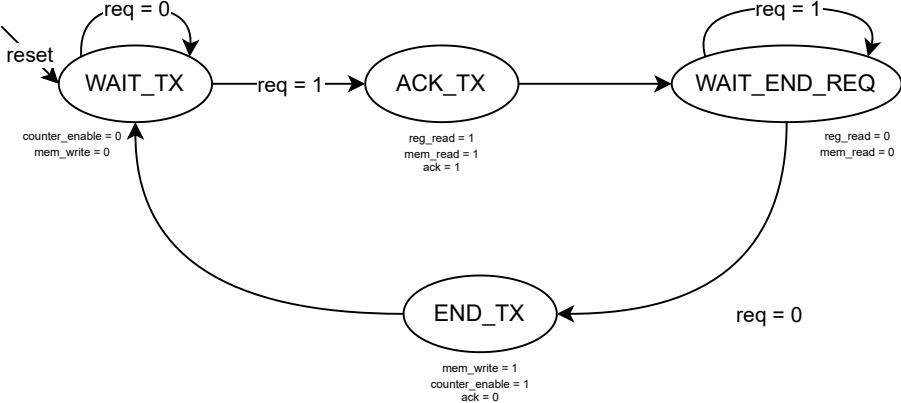 req = 0
req = 1
reset
WAIT_TX
req = 1
ACK_TX
WAIT_END_REQ
counter_enable = 0
mem_write = 0
reg_read = 1
mem_read = 1
ack = 1
reg_read = 0
mem_read = 0
END_TX
req = 0
mem_write = 1
counter_enable = 1
ack = 0